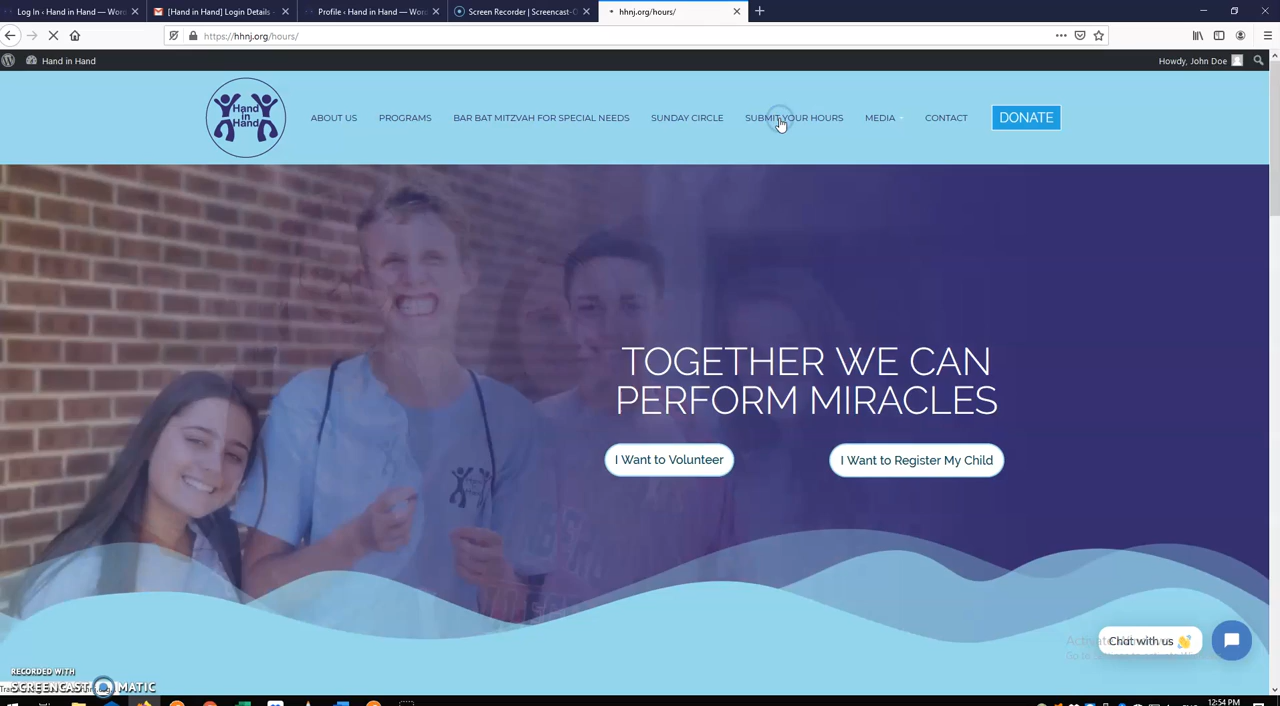 Log In ‹ Hand in Hand — Word
[Hand in Hand] Login Details -
Profile ‹ Hand in Hand — Word
Screen Recorder | Screencast-O
hhnj.org/hours/
https://hhnj.org/hours/
Hand in Hand
Howdy, John Doe
Hand
in
Hand
ABOUT US
PROGRAMS
BAR BAT MITZVAH FOR SPECIAL NEEDS
SUNDAY CIRCLE
SUBMIT YOUR HOURS
MEDIA
CONTACT
DONATE
TOGETHER WE CAN
PERFORM MIRACLES
I Want to Volunteer
I Want to Register My Child
Chat with us 👋
RECORDED WITH
SCREENCAST MATIC
12:54 PM